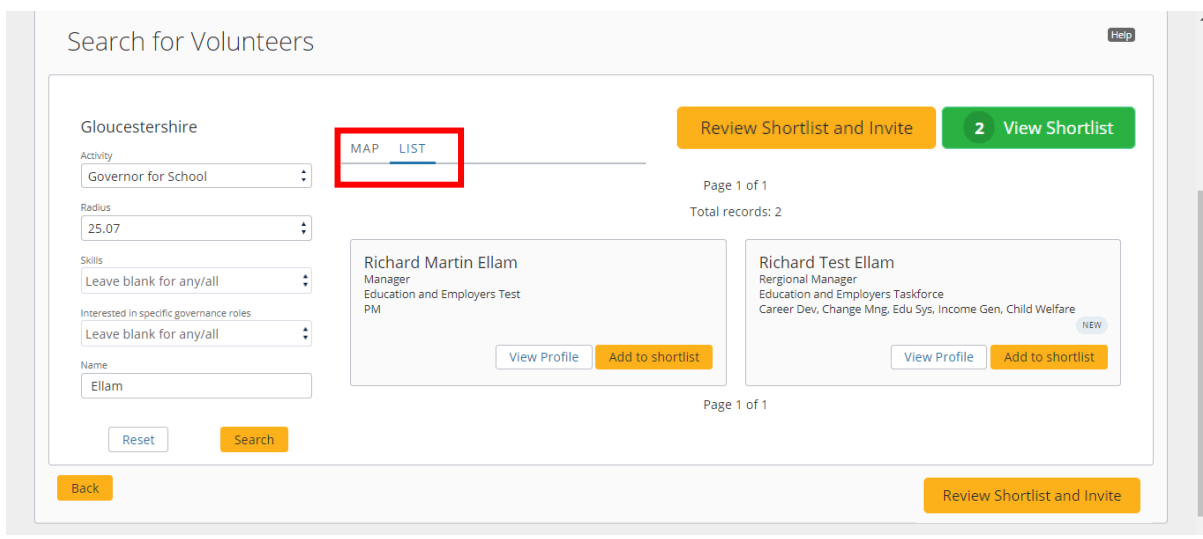 Search for Volunteers
Help
Gloucestershire
Activity
Governor for School
Radius
25.07
Skills
Leave blank for any/all
Interested in specific governance roles
Leave blank for any/all
Name
Ellam
Reset
Search
MAP LIST
Review Shortlist and Invite
2 View Shortlist
Page 1 of 1
Total records: 2
Richard Martin Ellam
Manager
Education and Employers Test
PM
View Profile
Add to shortlist
Richard Test Ellam
Rergional Manager
Education and Employers Taskforce
Career Dev, Change Mng, Edu Sys, Income Gen, Child Welfare
NEW
View Profile
Add to shortlist
Page 1 of 1
Back
Review Shortlist and Invite